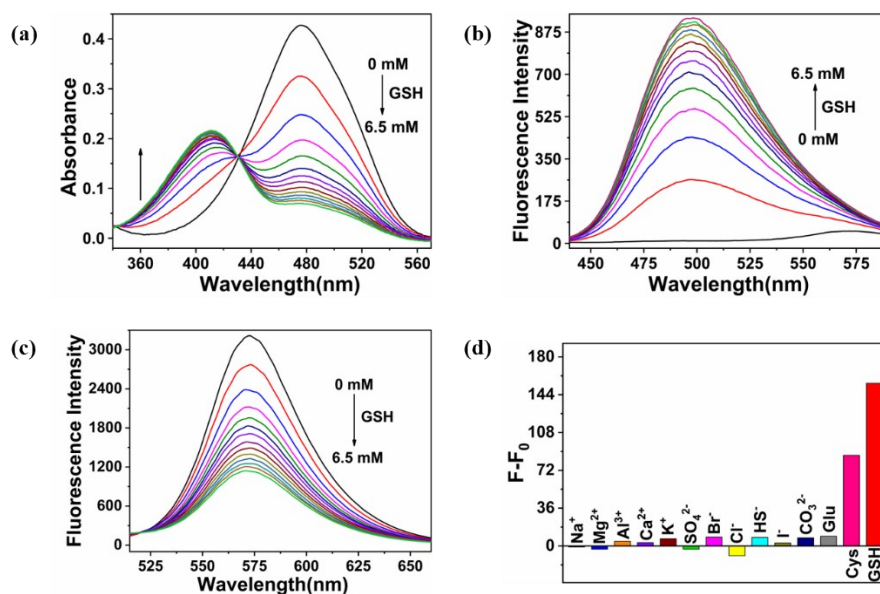 (a)
0.4
0.3
0.2
0.1
0.0
Absorbance
0 mM
GSH
6.5 mM
360 400 440 480 520 560
Wavelength(nm)
(b)
875
700
525
350
175
0
Fluorescence Intensity
6.5 mM
GSH
0 mM
450 475 500 525 550 575
Wavelength(nm)
(c)
3000
2400
1800
1200
600
0
Fluorescence Intensity
0 mM
GSH
6.5 mM
525 550 575 600 625 650
Wavelength(nm)
(d)
180
144
108
72
36
0
F-F₀
Na⁺
Mg²⁺
Al³⁺
Ca²⁺
K⁺
SO₄²⁻
Br⁻
Cl⁻
HS⁻
I⁻
CO₃²⁻
Glu
Cys
GSH